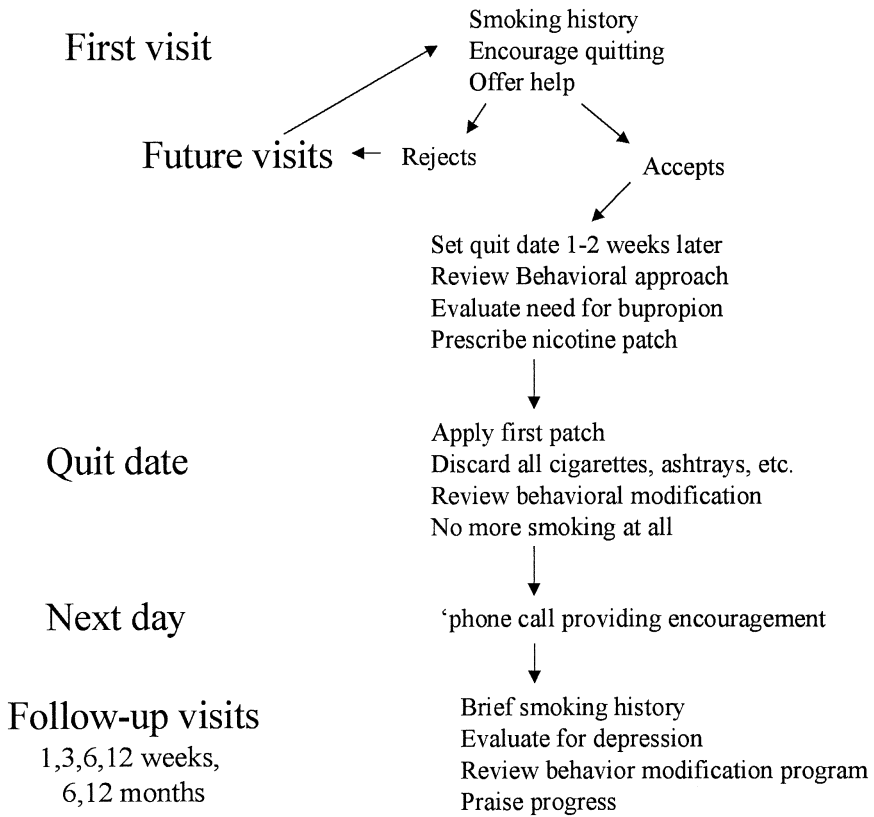 First visit
Smoking history
Encourage quitting
Offer help
Future visits
Rejects
Accepts
Set quit date 1-2 weeks later
Review Behavioral approach
Evaluate need for bupropion
Prescribe nicotine patch
Quit date
Apply first patch
Discard all cigarettes, ashtrays, etc.
Review behavioral modification
No more smoking at all
Next day
‘phone call providing encouragement
Follow-up visits
1,3,6,12 weeks,
6,12 months
Brief smoking history
Evaluate for depression
Review behavior modification program
Praise progress